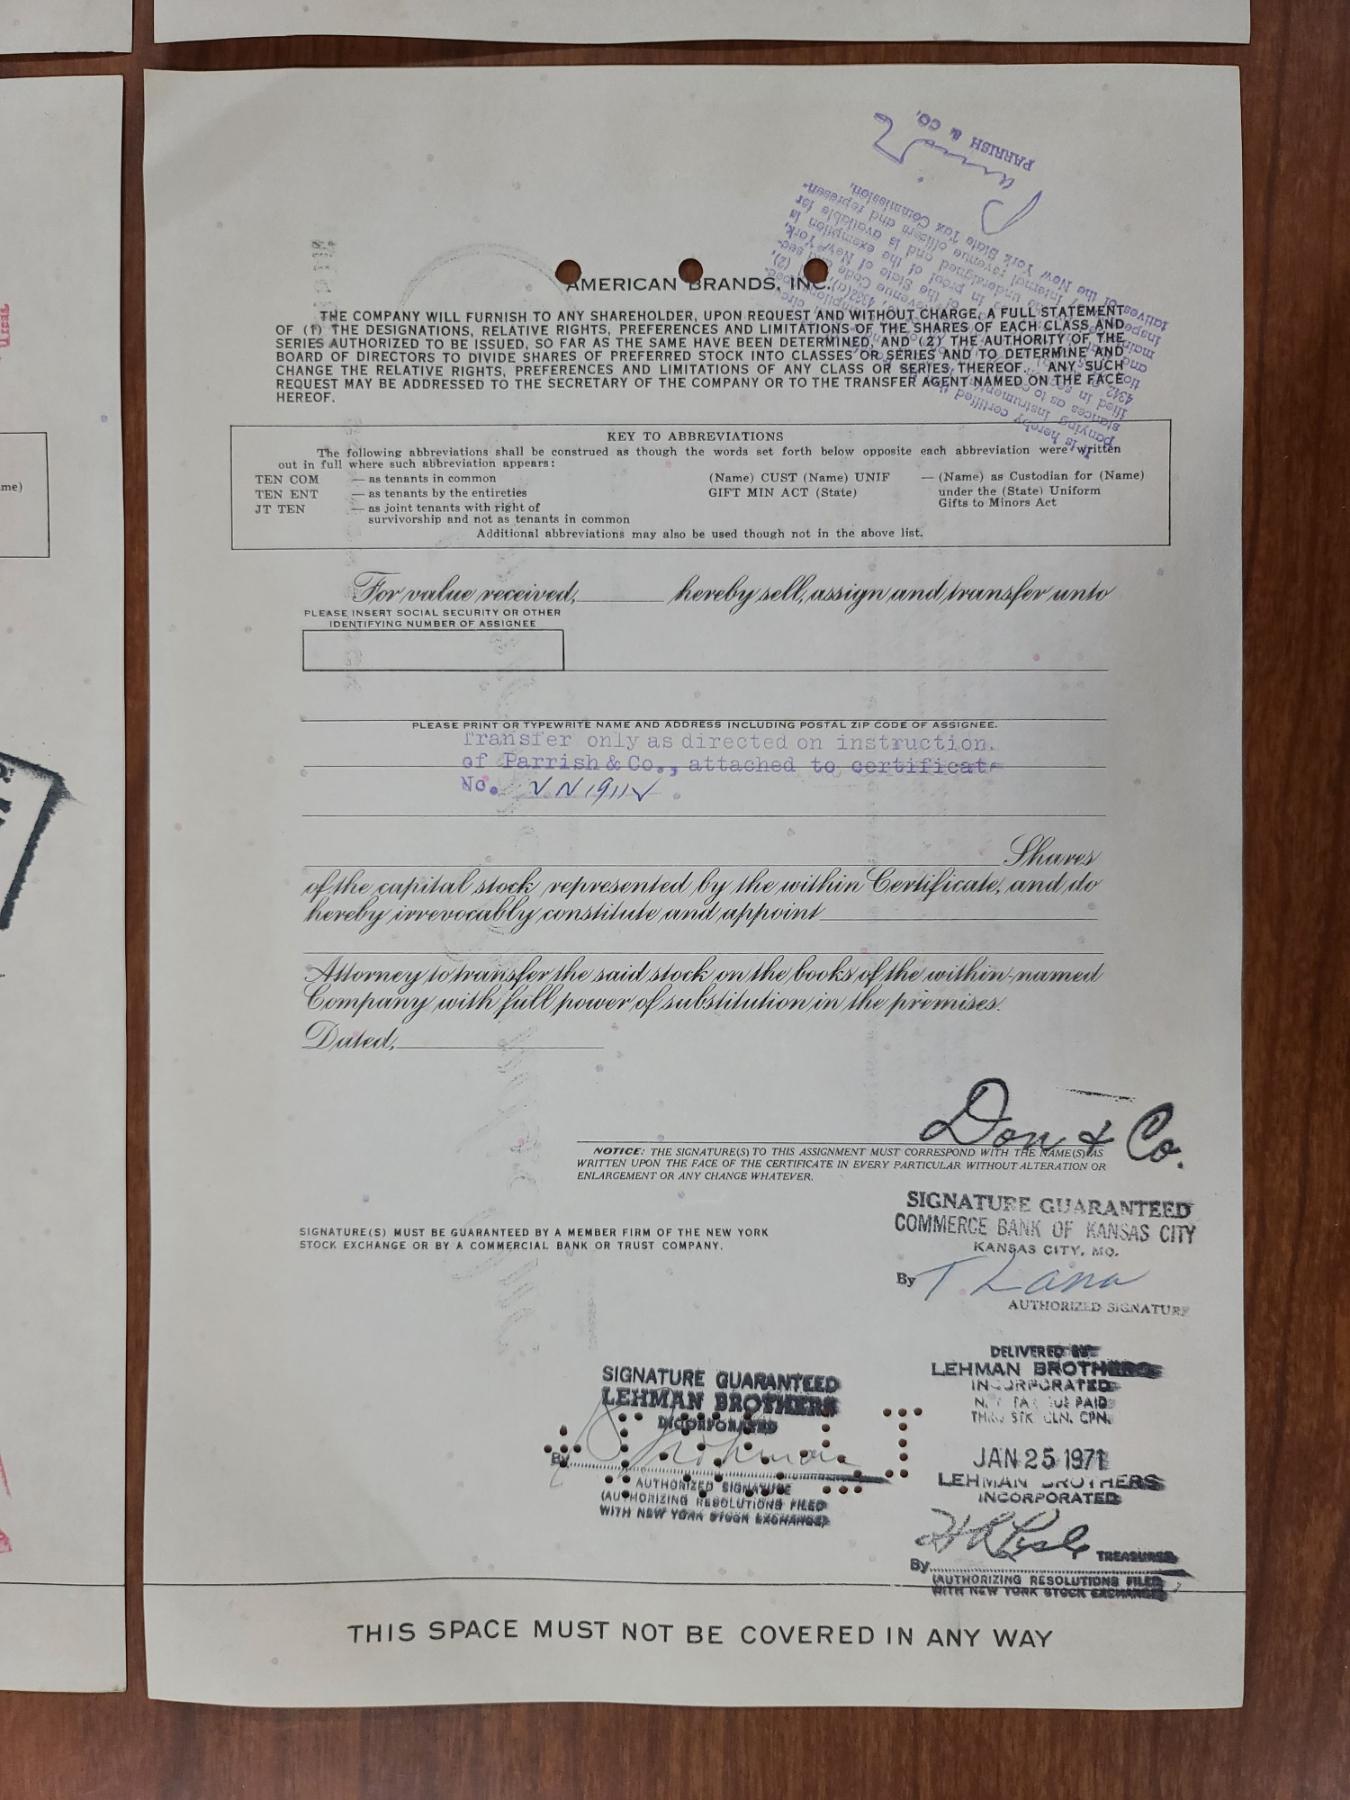 PARRISH & CO.
AMERICAN BRANDS, INC.
THE COMPANY WILL FURNISH TO ANY SHAREHOLDER, UPON REQUEST AND WITHOUT CHARGE, A FULL STATEMENT
OF (1) THE DESIGNATIONS, RELATIVE RIGHTS, PREFERENCES AND LIMITATIONS OF THE SHARES OF EACH CLASS AND
SERIES AUTHORIZED TO BE ISSUED, SO FAR AS THE SAME HAVE BEEN DETERMINED, AND (2) THE AUTHORITY OF THE
BOARD OF DIRECTORS TO DIVIDE SHARES OF PREFERRED STOCK INTO CLASSES OR SERIES AND TO DETERMINE AND
CHANGE THE RELATIVE RIGHTS, PREFERENCES AND LIMITATIONS OF ANY CLASS OR SERIES THEREOF. ANY SUCH
REQUEST MAY BE ADDRESSED TO THE SECRETARY OF THE COMPANY OR TO THE TRANSFER AGENT NAMED ON THE FACE
HEREOF.
KEY TO ABBREVIATIONS
The following abbreviations shall be construed as though the words set forth below opposite each abbreviation were written
out in full where such abbreviation appears:
TEN COM — as tenants in common (Name) CUST (Name) UNIF — (Name) as Custodian for (Name)
TEN ENT — as tenants by the entireties GIFT MIN ACT (State) under the (State) Uniform
JT TEN — as joint tenants with right of Gifts to Minors Act
survivorship and not as tenants in common
Additional abbreviations may also be used though not in the above list.
For value received, hereby sell, assign and transfer unto
PLEASE INSERT SOCIAL SECURITY OR OTHER
IDENTIFYING NUMBER OF ASSIGNEE
PLEASE PRINT OR TYPEWRITE NAME AND ADDRESS INCLUDING POSTAL ZIP CODE OF ASSIGNEE.
Transfer only as directed on instruction.
of Parrish & Co., attached to certificate
No.
Shares
of the capital stock represented by the within Certificate, and do
hereby irrevocably constitute and appoint
Attorney to transfer the said stock on the books of the within-named
Company with full power of substitution in the premises.
Dated,
Don & Co.
NOTICE: THE SIGNATURE(S) TO THIS ASSIGNMENT MUST CORRESPOND WITH THE NAME(S) AS
WRITTEN UPON THE FACE OF THE CERTIFICATE IN EVERY PARTICULAR WITHOUT ALTERATION OR
ENLARGEMENT OR ANY CHANGE WHATEVER.
SIGNATURE GUARANTEED
COMMERCE BANK OF KANSAS CITY
KANSAS CITY, MO.
By
AUTHORIZED SIGNATURE
SIGNATURE(S) MUST BE GUARANTEED BY A MEMBER FIRM OF THE NEW YORK
STOCK EXCHANGE OR BY A COMMERCIAL BANK OR TRUST COMPANY.
SIGNATURE GUARANTEED
LEHMAN BROTHERS
INCORPORATED
By
AUTHORIZED SIGNATURE
(AUTHORIZING RESOLUTIONS FILED
WITH NEW YORK STOCK EXCHANGE)
DELIVERED BY
LEHMAN BROTHERS
INCORPORATED
PAID
THRU STK. CLN. CPN.
JAN 25 1971
LEHMAN BROTHERS
INCORPORATED
TREASURER
By
(AUTHORIZING RESOLUTIONS FILED
WITH NEW YORK STOCK EXCHANGE)
THIS SPACE MUST NOT BE COVERED IN ANY WAY